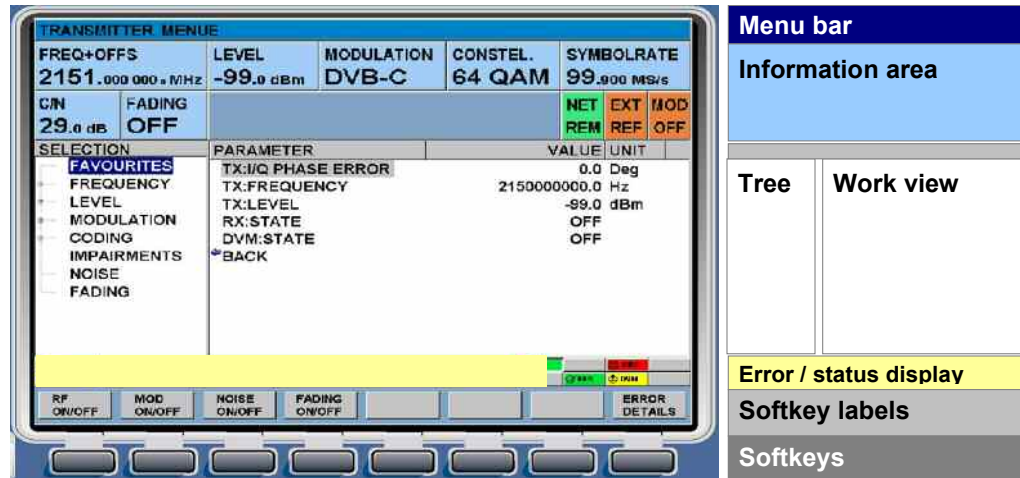 TRANSMITTER MENUE
FREQ+OFFS LEVEL MODULATION CONSTEL. SYMBOLRATE
2151.000 000 0 MHz -99.0 dBm DVB-C 64 QAM 99.900 MS/s
C/N FADING NET EXT MOD
29.0 dB OFF REM REF OFF
SELECTION PARAMETER VALUE UNIT
FAVOURITES TX:I/Q PHASE ERROR 0.0 Deg
FREQUENCY TX:FREQUENCY 2150000000.0 Hz
LEVEL TX:LEVEL -99.0 dBm
MODULATION RX:STATE OFF
CODING DVM:STATE OFF
IMPAIRMENTS BACK
NOISE
FADING
RF ON/OFF
MOD ON/OFF
NOISE ON/OFF
FADING ON/OFF
ERROR DETAILS
Menu bar
Information area
Tree Work view
Error / status display
Softkey labels
Softkeys